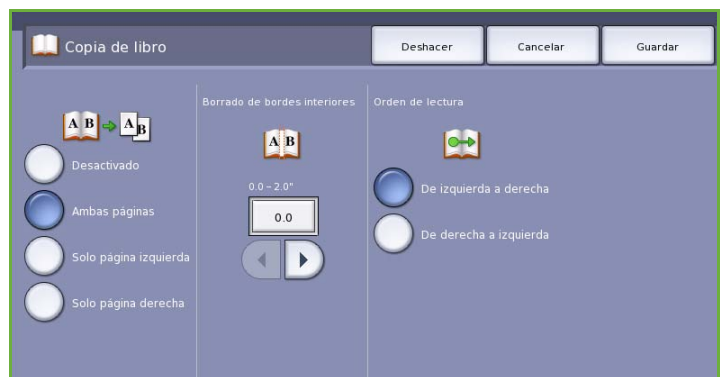 Copia de libro
Deshacer
Cancelar
Guardar
A B A B
Desactivado
Ambas páginas
Solo página izquierda
Solo página derecha
Borrado de bordes interiores
A B
0.0 – 2.0"
0.0
Orden de lectura
De izquierda a derecha
De derecha a izquierda